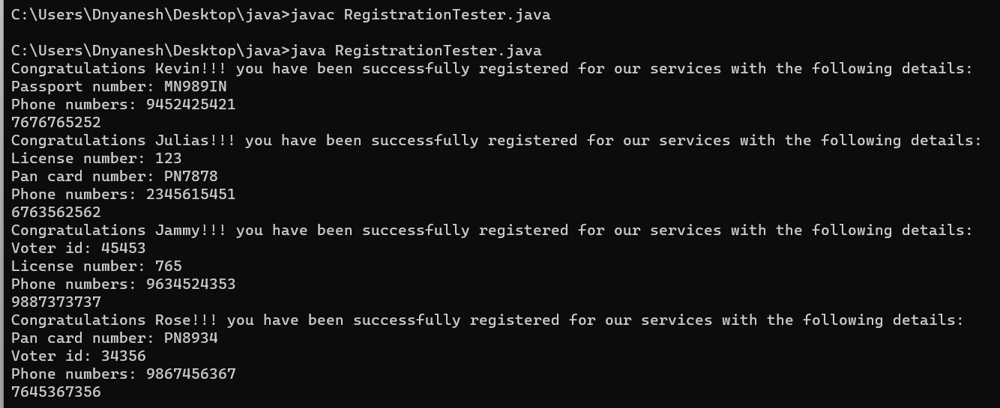 C:\Users\Dnyanesh\Desktop\java>javac RegistrationTester.java
C:\Users\Dnyanesh\Desktop\java>java RegistrationTester.java
Congratulations Kevin!!! you have been successfully registered for our services with the following details:
Passport number: MN989IN
Phone numbers: 9452425421
7676765252
Congratulations Julias!!! you have been successfully registered for our services with the following details:
License number: 123
Pan card number: PN7878
Phone numbers: 2345615451
6763562562
Congratulations Jammy!!! you have been successfully registered for our services with the following details:
Voter id: 45453
License number: 765
Phone numbers: 9634524353
9887373737
Congratulations Rose!!! you have been successfully registered for our services with the following details:
Pan card number: PN8934
Voter id: 34356
Phone numbers: 9867456367
7645367356